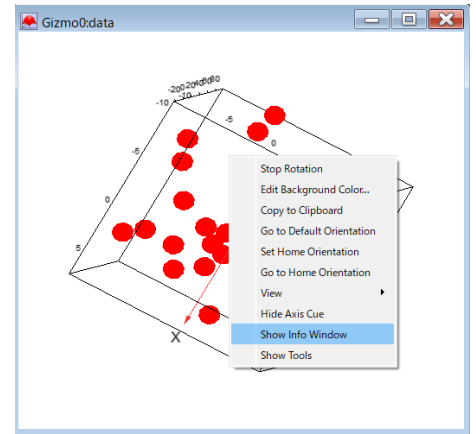 Gizmo0:data
-10
-5
0
-5
0
5
Stop Rotation
Edit Background Color...
Copy to Clipboard
Go to Default Orientation
Set Home Orientation
Go to Home Orientation
View
Hide Axis Cue
Show Info Window
Show Tools
X